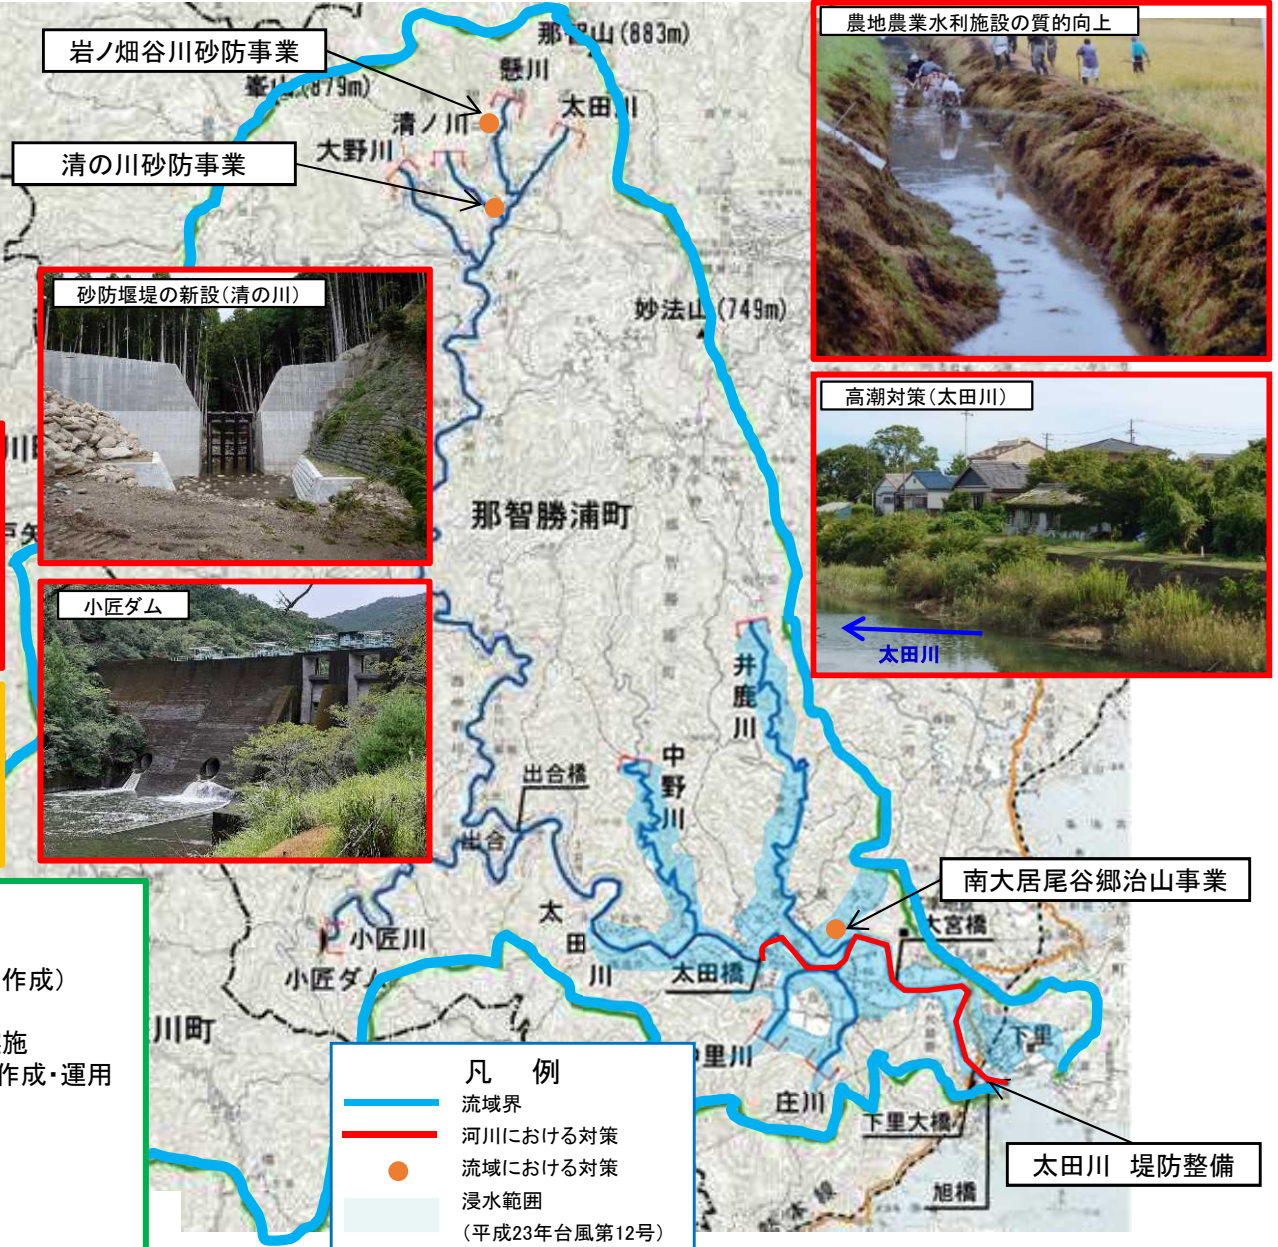 岩ノ畑谷川砂防事業
清の川砂防事業
那智山(883m)
峯山(879m)
懸川
太田川
清ノ川
大野川
妙法山(749m)
農地農業水利施設の質的向上
砂防堰堤の新設(清の川)
高潮対策(太田川)
太田川
那智勝浦町
小匠ダム
井鹿川
中野川
出合橋
出合
太田川
小匠川
小匠ダム
太田橋
南大居尾谷郷治山事業
大宮橋
下里
庄川
下里大橋
旭橋
太田川 堤防整備
川町
作成)
施
作成・運用
凡 例
流域界
河川における対策
流域における対策
浸水範囲
(平成23年台風第12号)